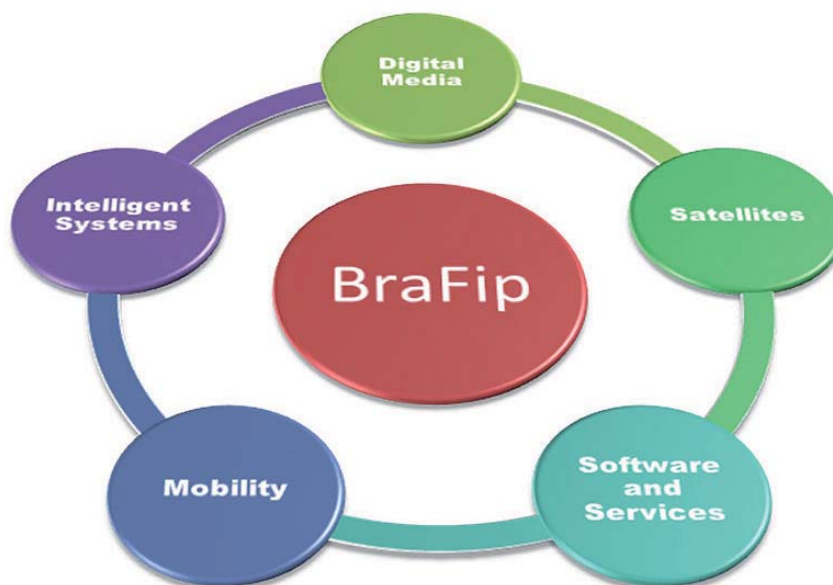 Digital
Media
Intelligent
Systems
Satellites
BraFip
Mobility
Software
and
Services